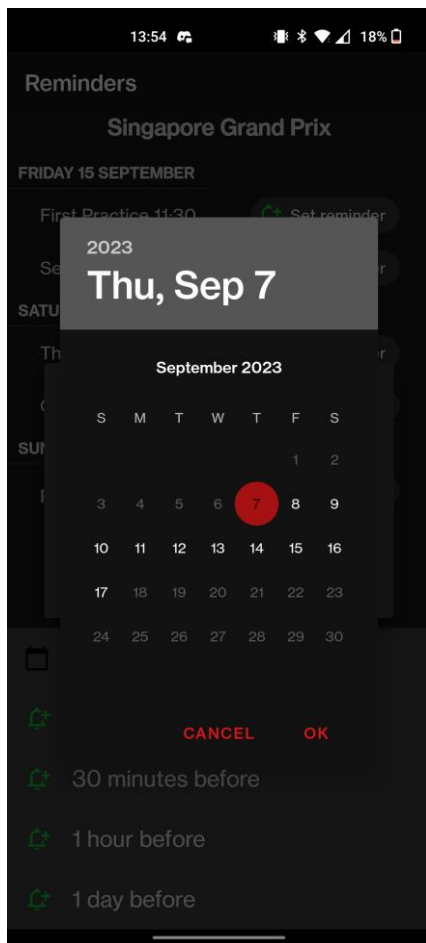 13:54 18%
Reminders
Singapore Grand Prix
FRIDAY 15 SEPTEMBER
First Practice 11:30 Set reminder
2023
Thu, Sep 7
September 2023
S M T W T F S
1 2
3 4 5 6 7 8 9
10 11 12 13 14 15 16
17 18 19 20 21 22 23
24 25 26 27 28 29 30
CANCEL OK
30 minutes before
1 hour before
1 day before